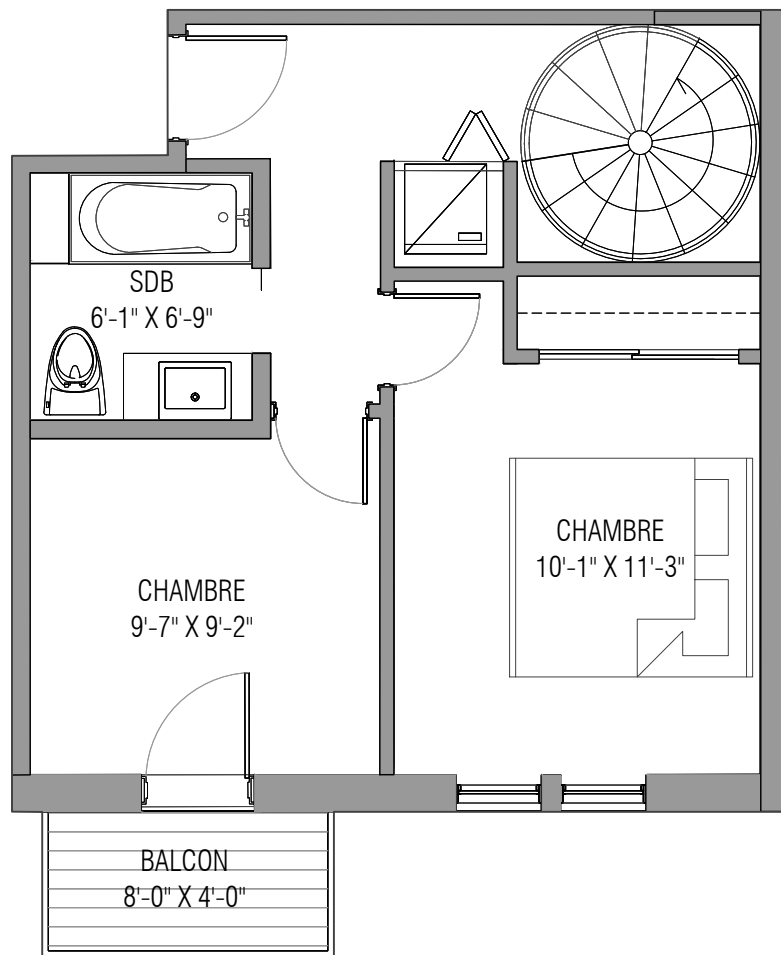 SDB
6'-1" X 6'-9"
CHAMBRE
10'-1" X 11'-3"
CHAMBRE
9'-7" X 9'-2"
BALCON
8'-0" X 4'-0"